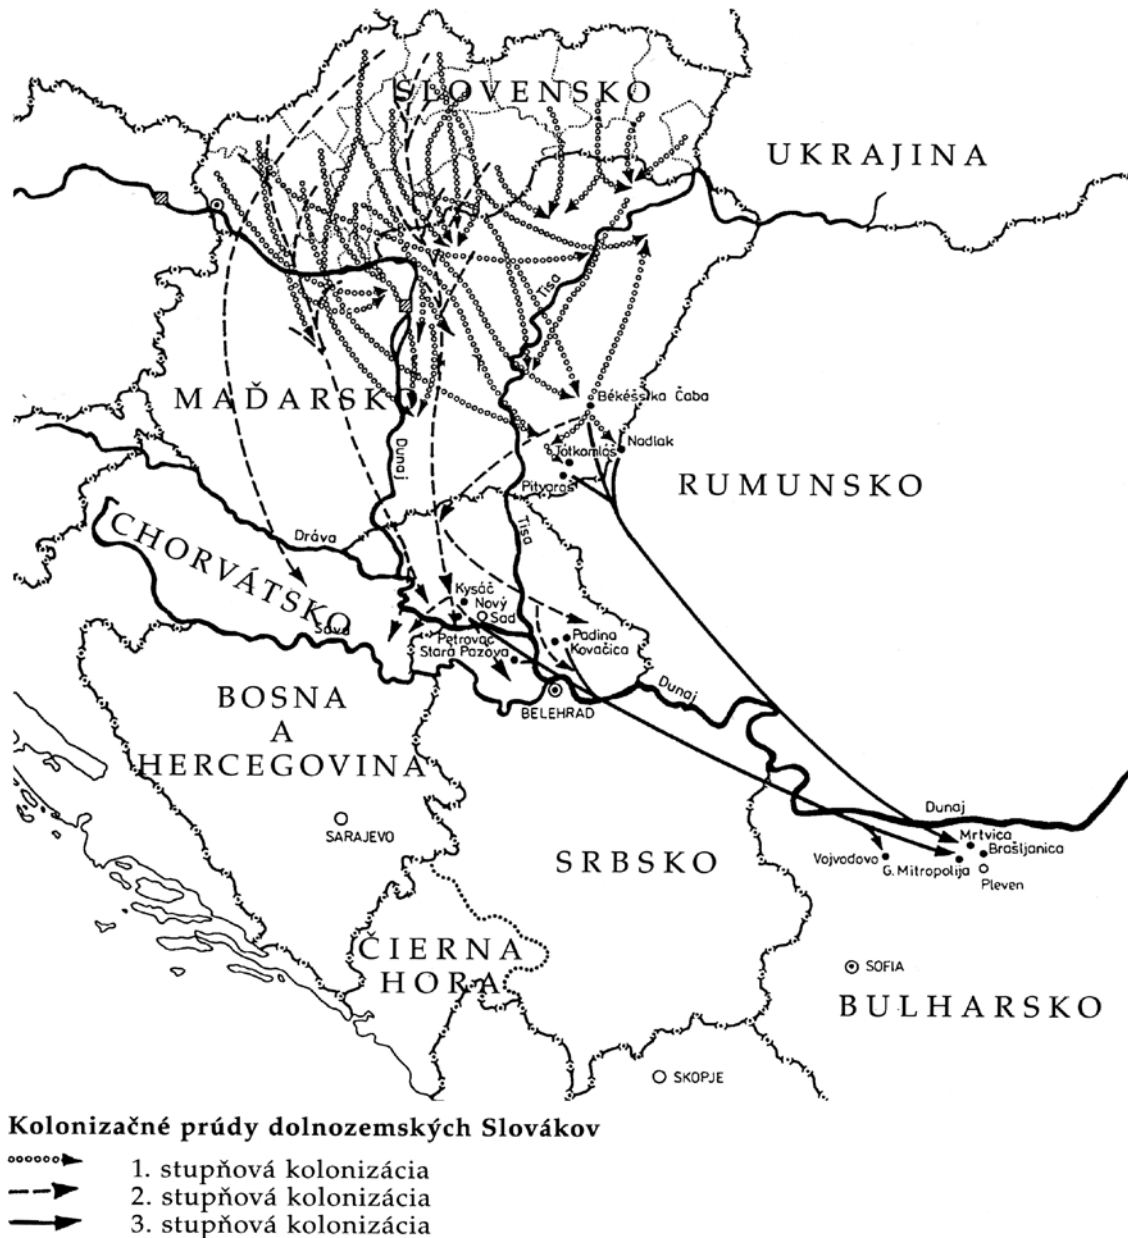 SLOVENSKO
UKRAJINA
Tisa
MAĎARSKO
Békéšska Čaba
Dunaj
Nadlak
Tótkomlós
Pitvaroš
RUMUNSKO
Tisa
Dráva
CHORVÁTSKO
Sáva
Kysáč
Nový
Sad
Petrovac
Stará Pazova
Padina
Kovačica
Dunaj
BELEHRAD
BOSNA
A
HERCEGOVINA
SARAJEVO
Dunaj
Mrtvica
Brašljanica
Vojvodovo
G. Mitropolija
Pleven
SRBSKO
ČIERNA
HORA
SOFIA
BULHARSKO
SKOPJE
Kolonizačné prúdy dolnozemských Slovákov
1. stupňová kolonizácia
2. stupňová kolonizácia
3. stupňová kolonizácia